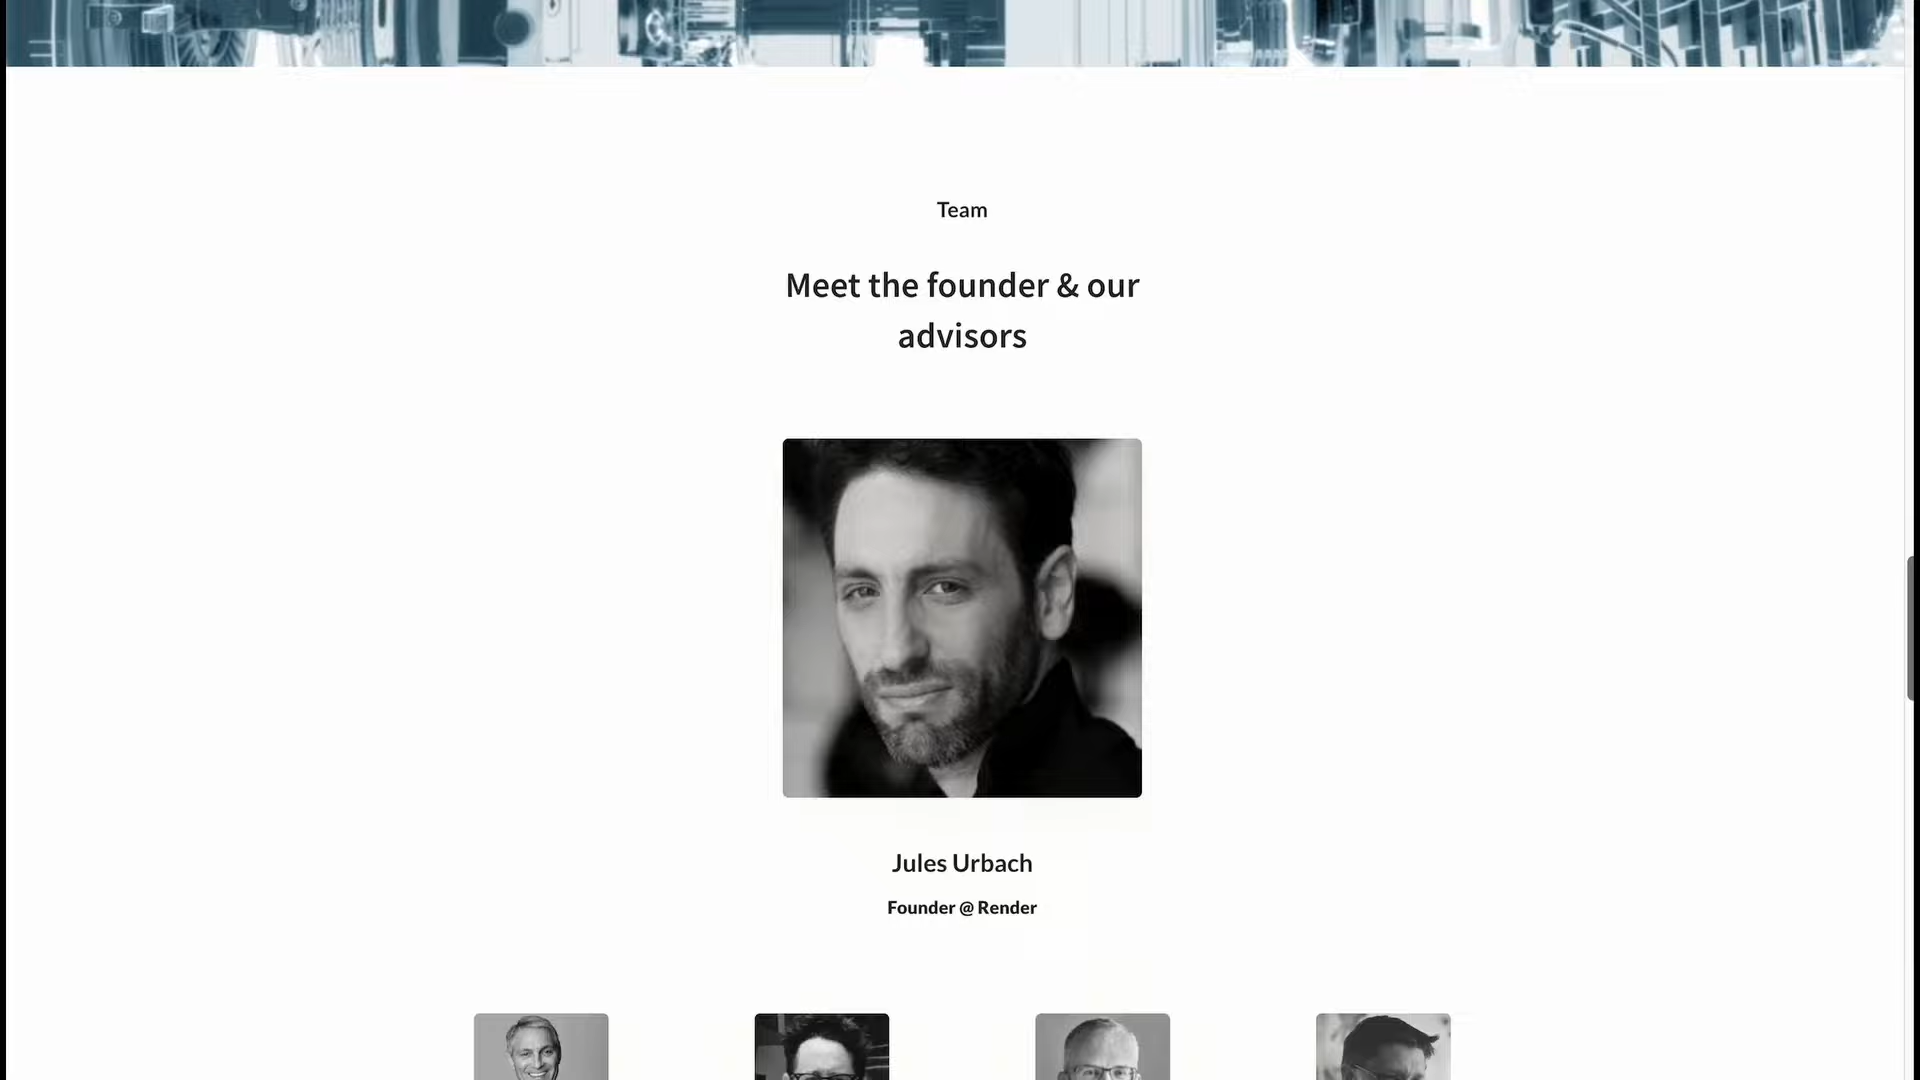 Team
Meet the founder & our
advisors
Jules Urbach
Founder @ Render